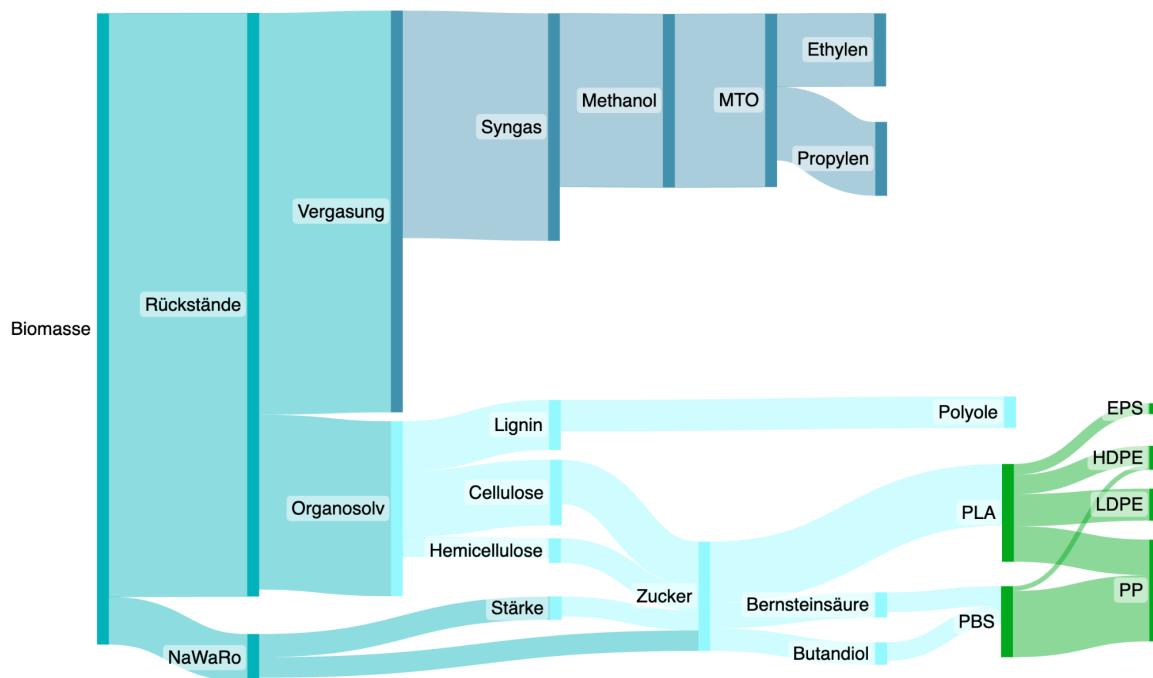 Biomasse
Rückstände
NaWaRo
Vergasung
Organosolv
Syngas
Lignin
Cellulose
Hemicellulose
Stärke
Methanol
Zucker
MTO
Ethylen
Propylen
Bernsteinsäure
Butandiol
Polyole
PLA
PBS
EPS
HDPE
LDPE
PP